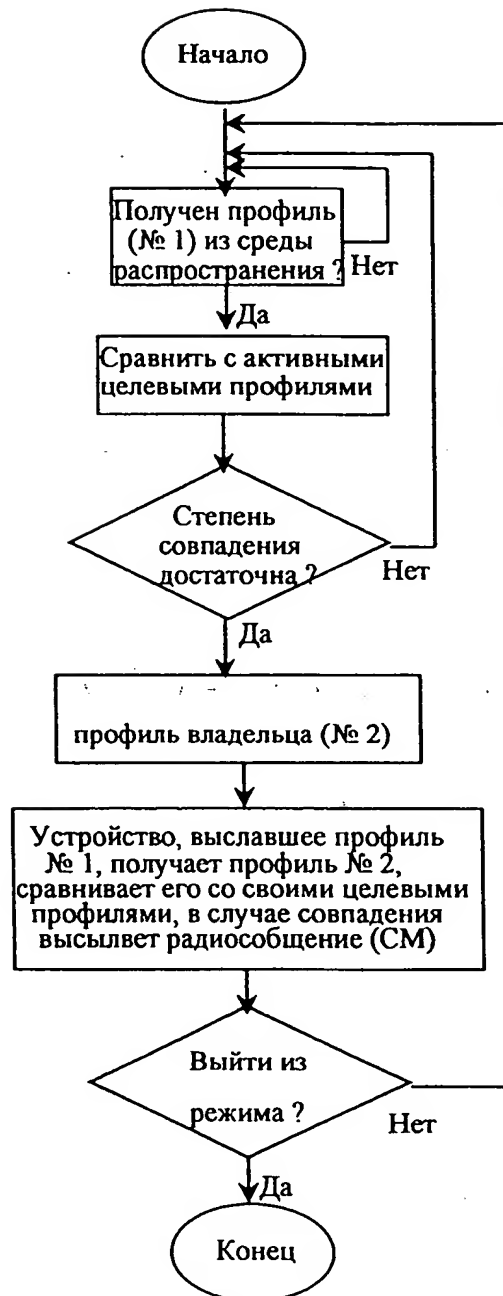 Начало
Получен профиль
(№ 1) из среды
распространения ?
Нет
Да
Сравнить с активными
целевыми профилями
Степень
совпадения
достаточна ?
Нет
Да
профиль владельца (№ 2)
Устройство, выславшее профиль
№ 1, получает профиль № 2,
сравнивает его со своими целевыми
профилями, в случае совпадения
высылвет радиосообщение (СМ)
Выйти из
режима ?
Нет
Да
Конец